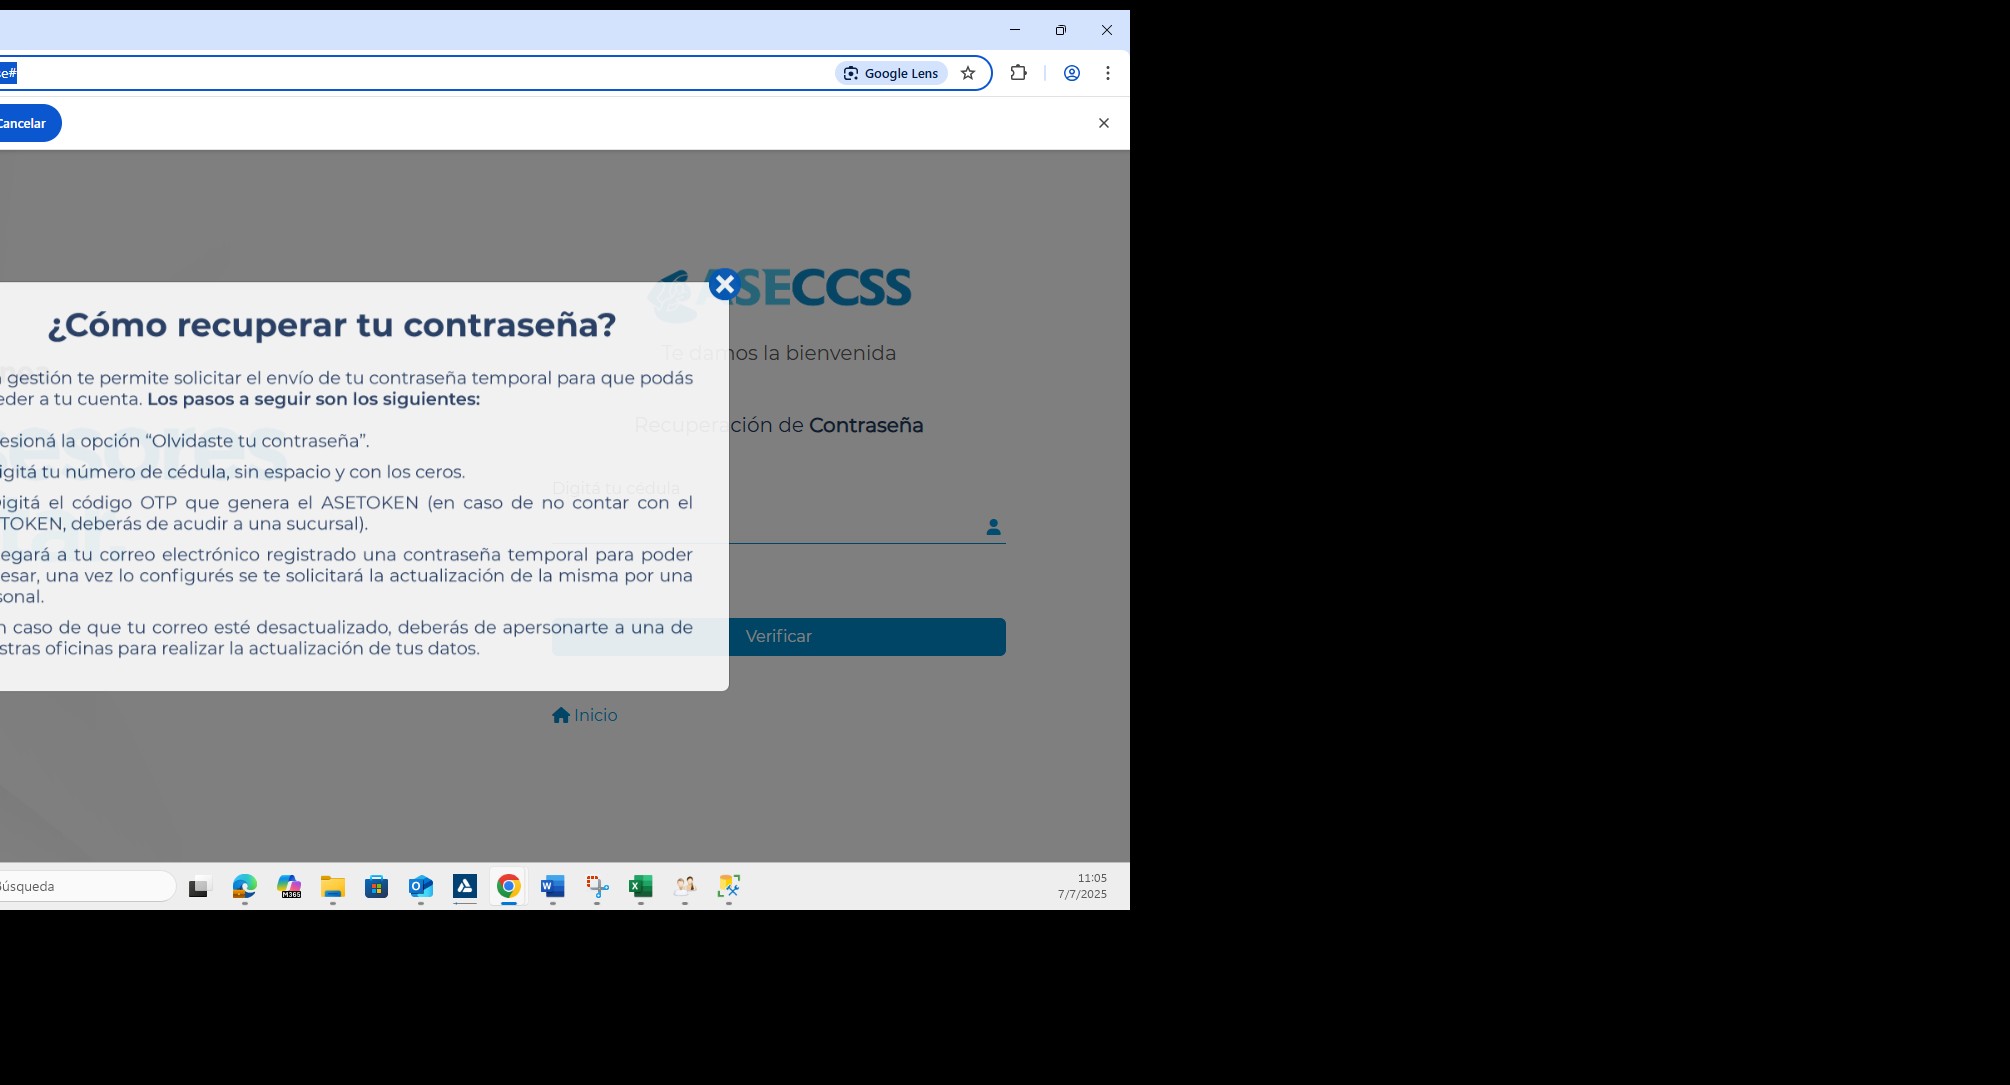 se#
Google Lens
Cancelar
ASECCSS
¿Cómo recuperar tu contraseña?
Te damos la bienvenida
gestión te permite solicitar el envío de tu contraseña temporal para que podás
eder a tu cuenta. Los pasos a seguir son los siguientes:
Recuperación de Contraseña
esioná la opción “Olvidaste tu contraseña”.
igitá tu número de cédula, sin espacio y con los ceros.
Digitá tu cédula
igitá el código OTP que genera el ASETOKEN (en caso de no contar con el
TOKEN, deberás de acudir a una sucursal).
egará a tu correo electrónico registrado una contraseña temporal para poder
esar, una vez lo configurés se te solicitará la actualización de la misma por una
sonal.
n caso de que tu correo esté desactualizado, deberás de apersonarte a una de
stras oficinas para realizar la actualización de tus datos.
Verificar
Inicio
Búsqueda
M365
11:05
7/7/2025